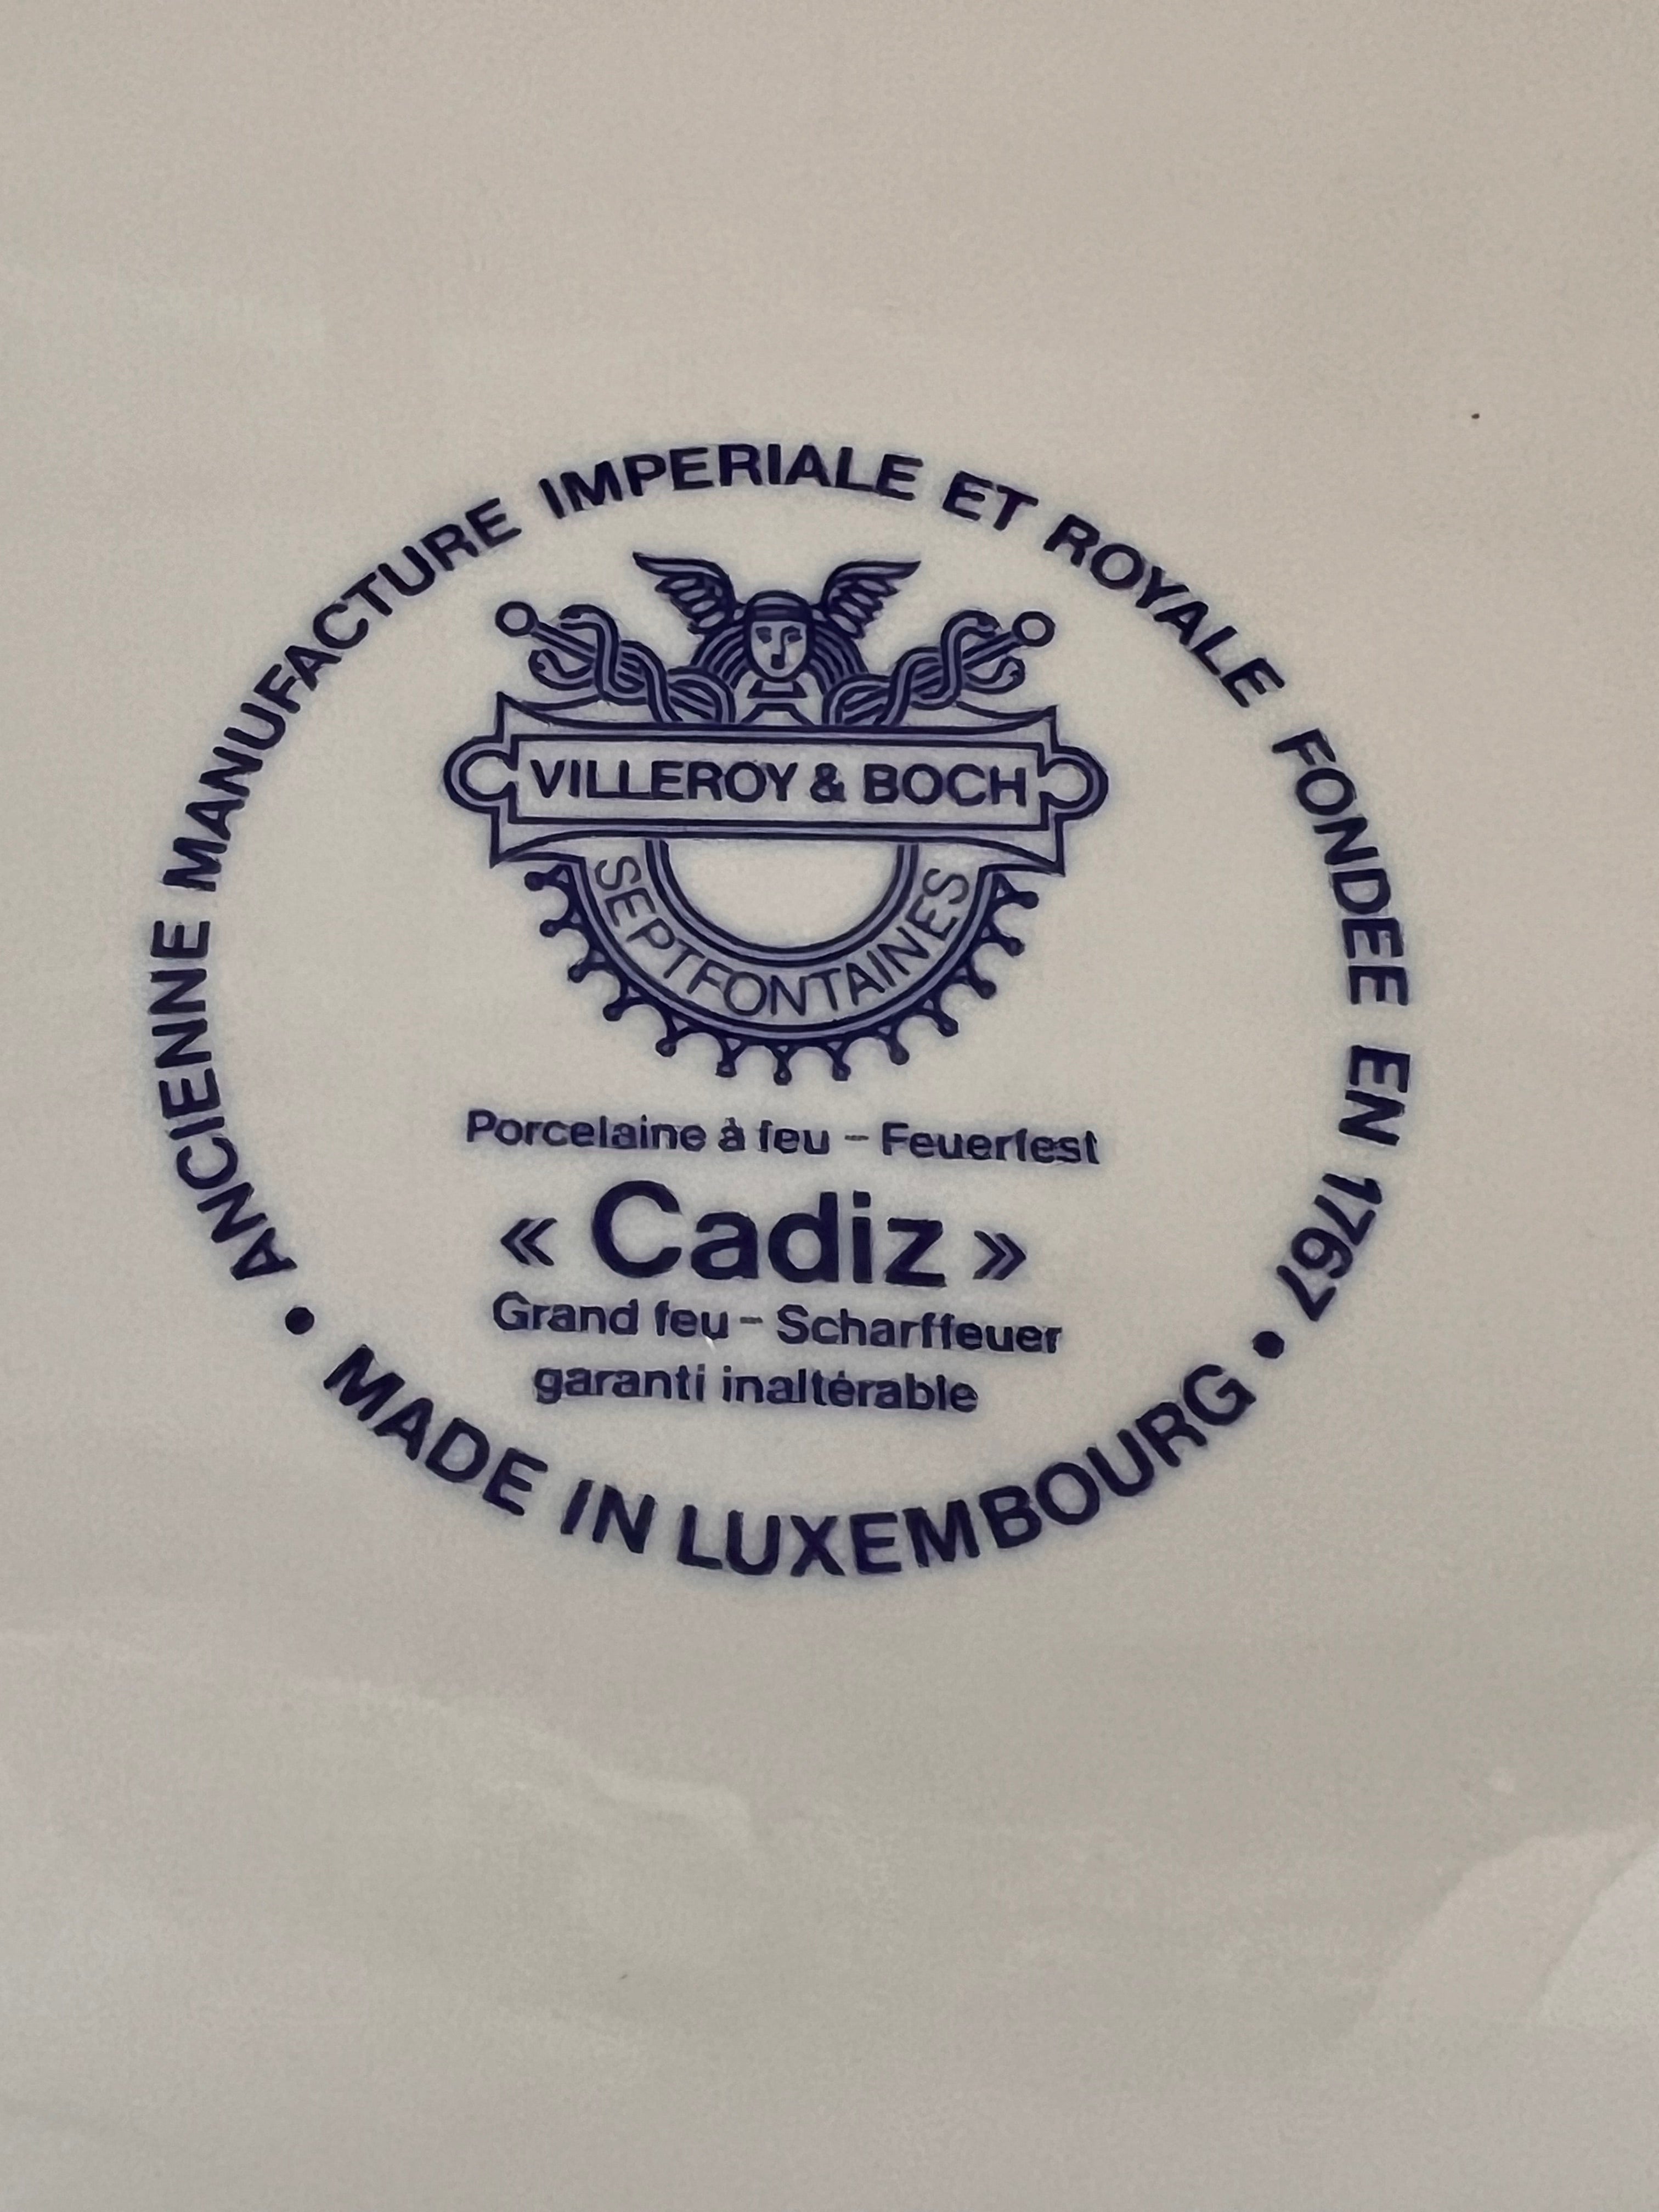 ANCIENNE MANUFACTURE IMPERIALE ET ROYALE FONDEE EN 1767
VILLEROY & BOCH
SEPTFONTAINES
Porcelaine à feu - Feuerfest
« Cadiz »
Grand feu - Scharffeuer
garanti inaltérable
• MADE IN LUXEMBOURG •